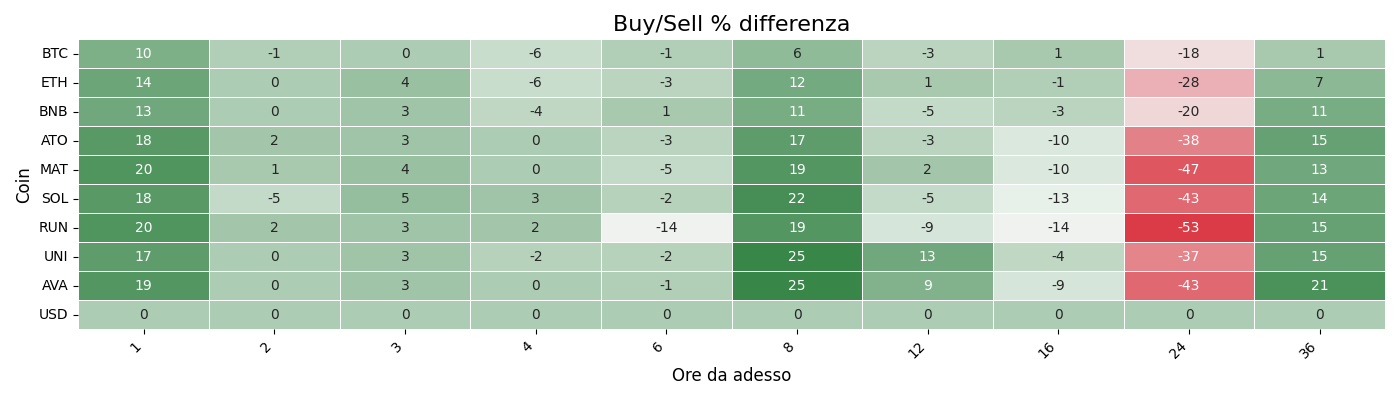 Buy/Sell % differenza
Coin
BTC 10 -1 0 -6 -1 6 -3 1 -18 1
ETH 14 0 4 -6 -3 12 1 -1 -28 7
BNB 13 0 3 -4 1 11 -5 -3 -20 11
ATO 18 2 3 0 -3 17 -3 -10 -38 15
MAT 20 1 4 0 -5 19 2 -10 -47 13
SOL 18 -5 5 3 -2 22 -5 -13 -43 14
RUN 20 2 3 2 -14 19 -9 -14 -53 15
UNI 17 0 3 -2 -2 25 13 -4 -37 15
AVA 19 0 3 0 -1 25 9 -9 -43 21
USD 0 0 0 0 0 0 0 0 0 0
1 2 3 4 6 8 12 16 24 36
Ore da adesso